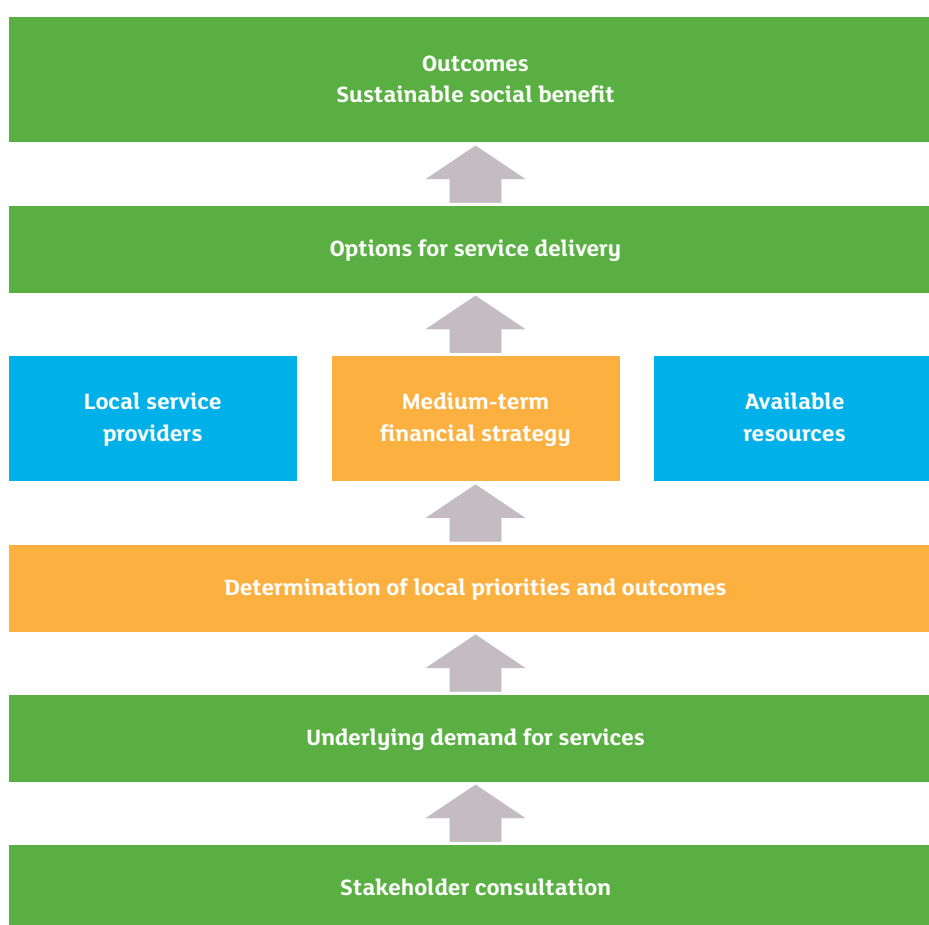 Outcomes
Sustainable social benefit
Options for service delivery
Local service
providers
Medium-term
financial strategy
Available
resources
Determination of local priorities and outcomes
Underlying demand for services
Stakeholder consultation